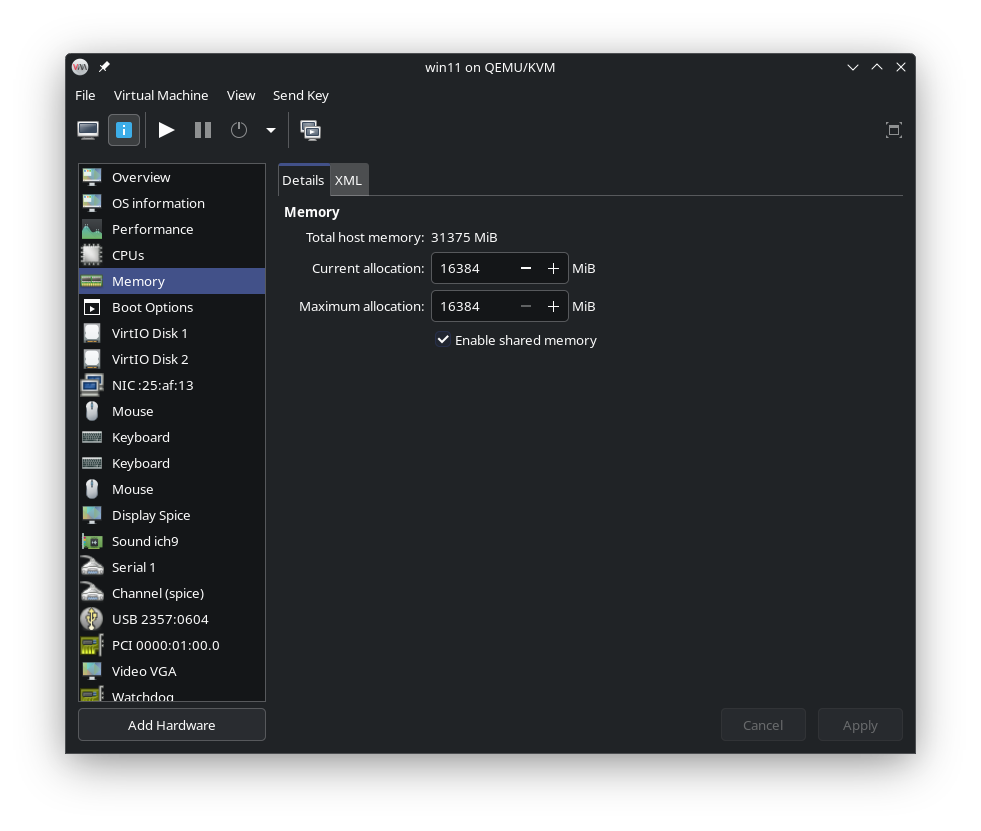 win11 on QEMU/KVM
File Virtual Machine View Send Key
Overview
OS information
Performance
CPUs
Memory
Boot Options
VirtIO Disk 1
VirtIO Disk 2
NIC :25:af:13
Mouse
Keyboard
Keyboard
Mouse
Display Spice
Sound ich9
Serial 1
Channel (spice)
USB 2357:0604
PCI 0000:01:00.0
Video VGA
Watchdog
Add Hardware
Details XML
Memory
Total host memory: 31375 MiB
Current allocation: 16384 MiB
Maximum allocation: 16384 MiB
Enable shared memory
Cancel Apply